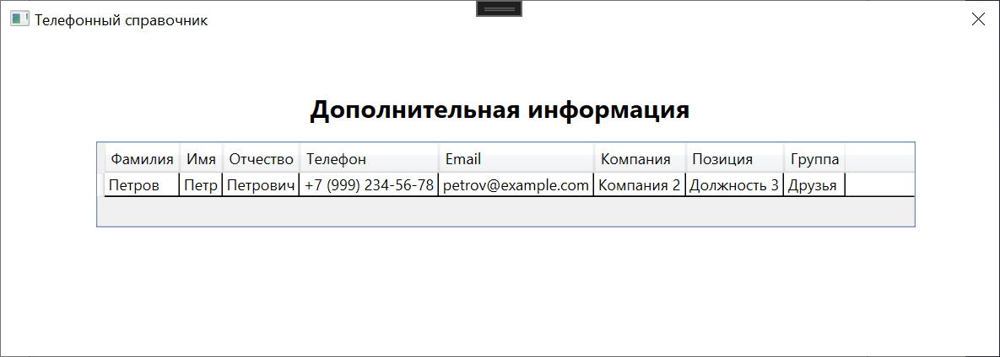 Телефонный справочник
Дополнительная информация
Фамилия Имя Отчество Телефон Email Компания Позиция Группа
Петров Петр Петрович +7 (999) 234-56-78 petrov@example.com Компания 2 Должность 3 Друзья